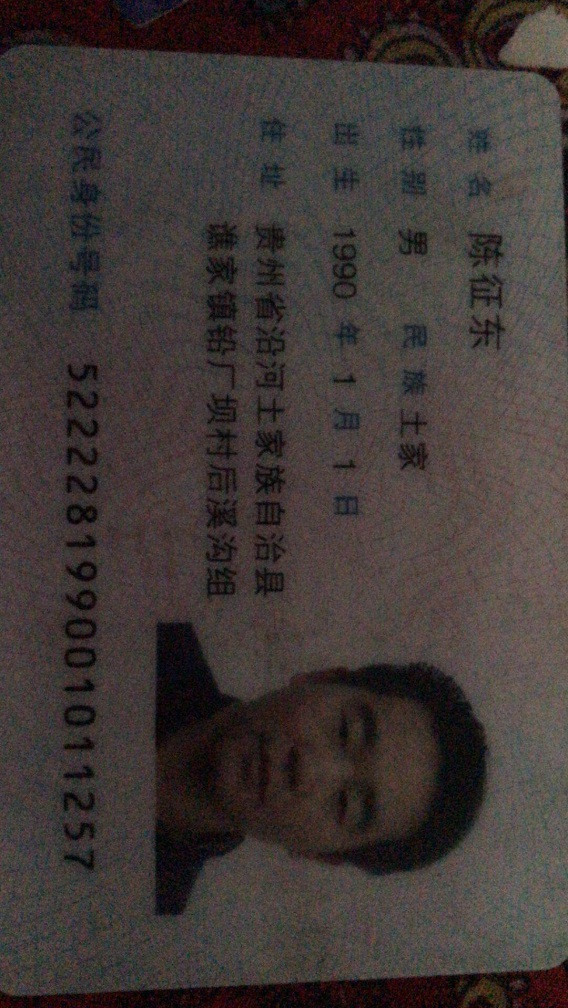 姓名 陈征东
性别 男 民族 土家
出生 1990 年 1 月 1 日
住址 贵州省沿河土家族自治县
谯家镇铅厂坝村后溪沟组
公民身份号码 522228199001011257